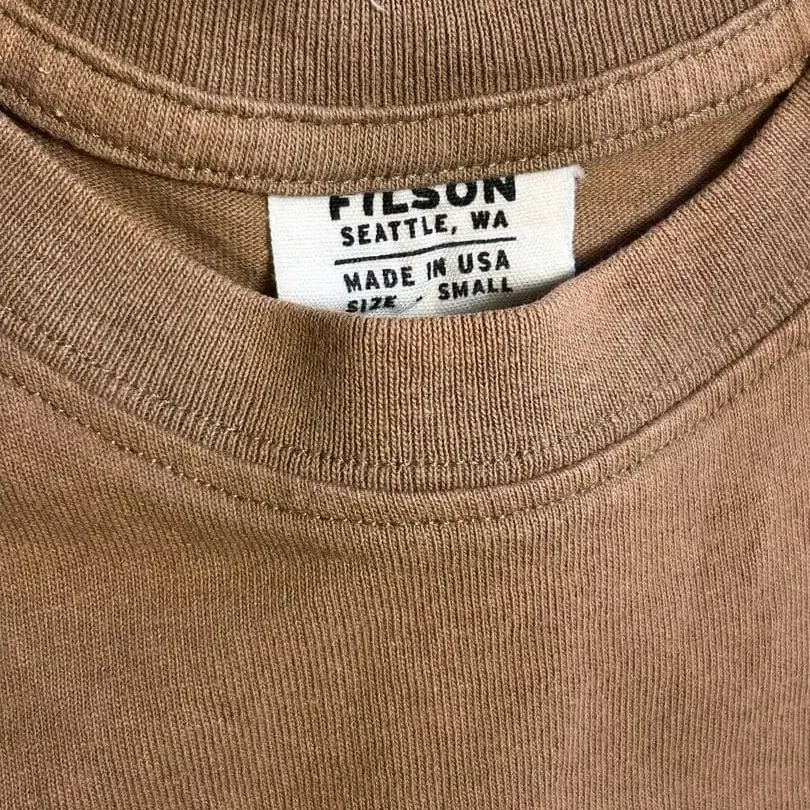 FILSON
SEATTLE, WA
MADE IN USA
SIZE - SMALL